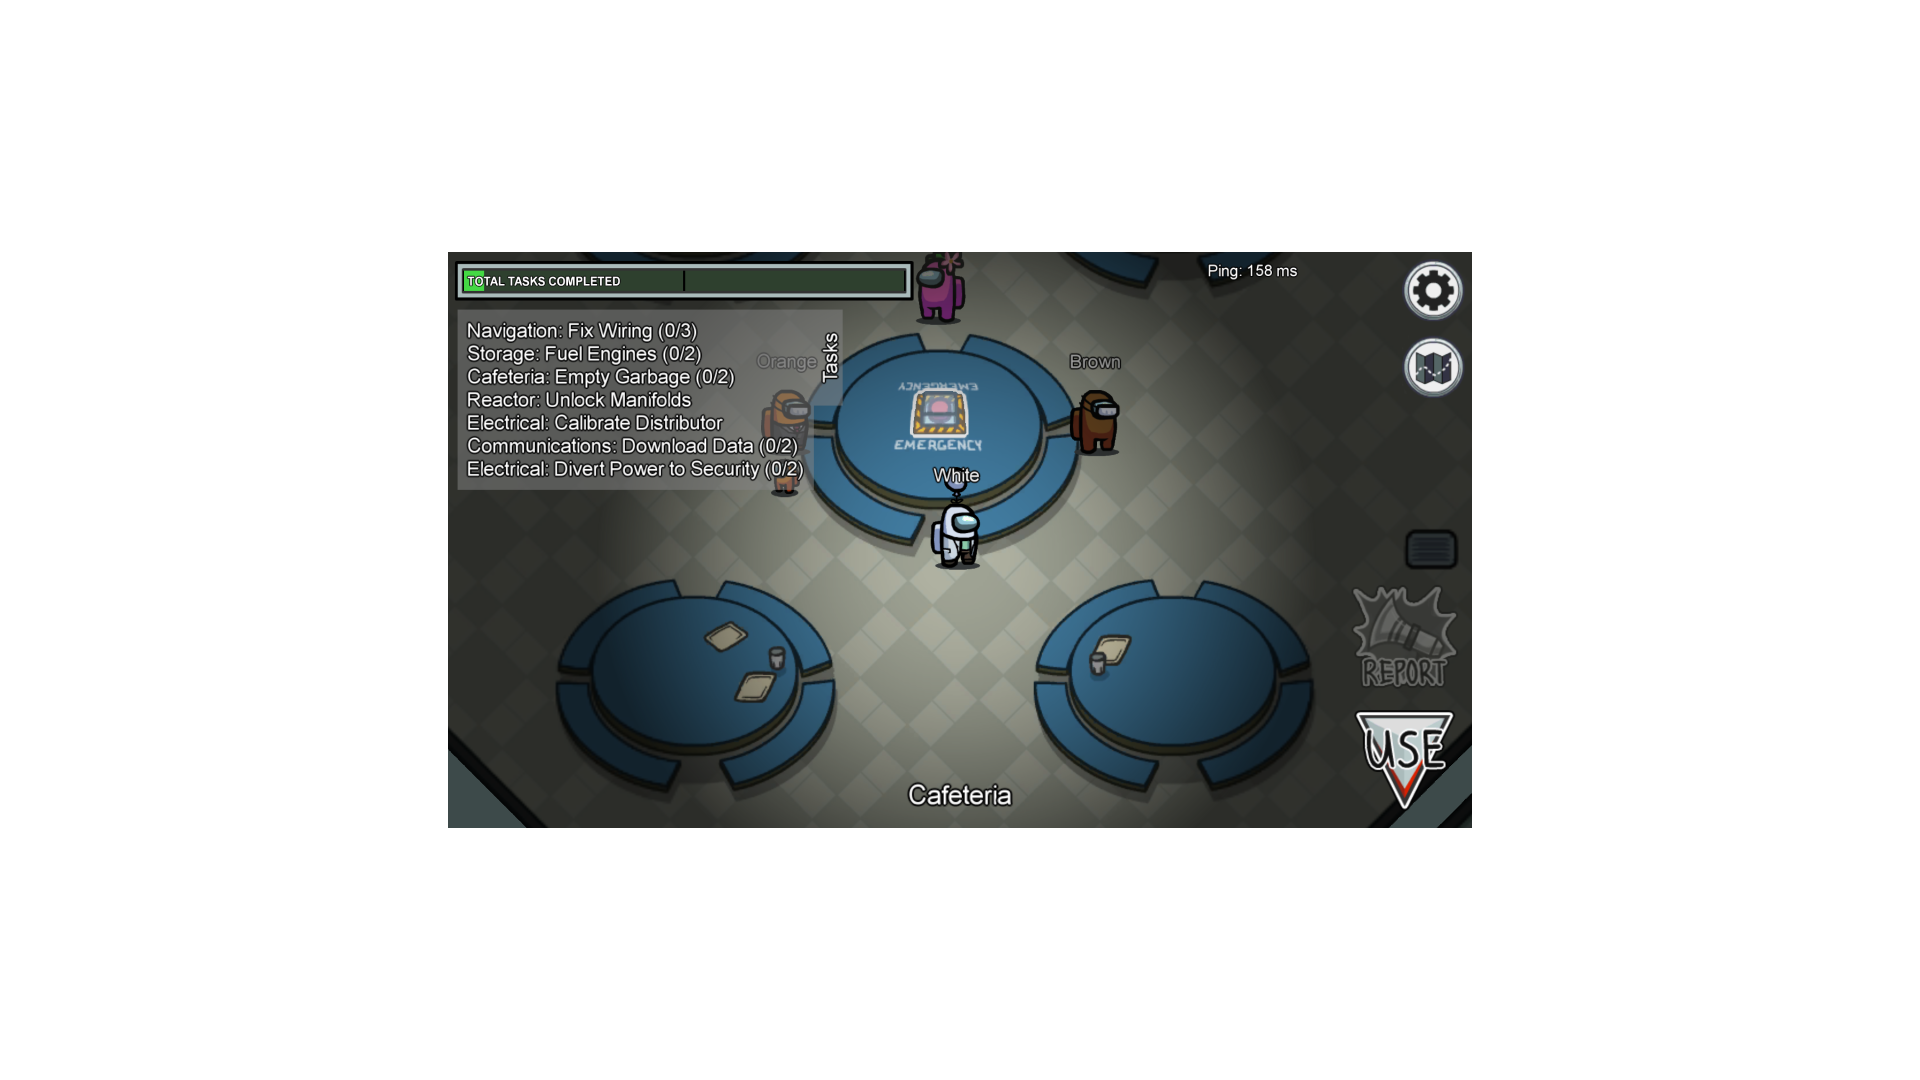 TOTAL TASKS COMPLETED
Ping: 158 ms
Navigation: Fix Wiring (0/3)
Storage: Fuel Engines (0/2)
Cafeteria: Empty Garbage (0/2)
Reactor: Unlock Manifolds
Electrical: Calibrate Distributor
Communications: Download Data (0/2)
Electrical: Divert Power to Security (0/2)
Tasks
Orange
Brown
EMERGENCY
EMERGENCY
White
REPORT
USE
Cafeteria